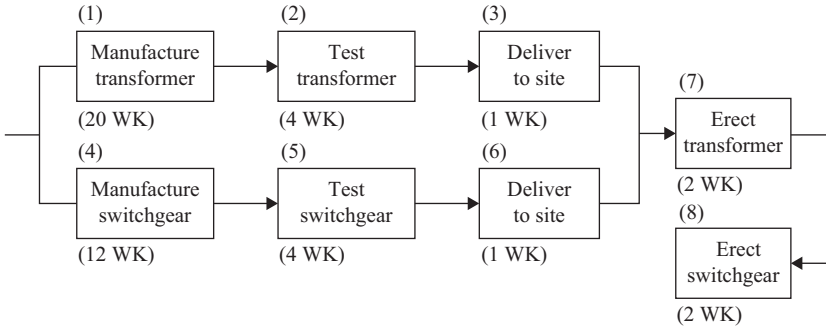 (1)
(2)
(3)
Manufacture
transformer
Test
transformer
Deliver
to site
(20 WK)
(4 WK)
(1 WK)
(7)
Erect
transformer
(2 WK)
(4)
(5)
(6)
Manufacture
switchgear
Test
switchgear
Deliver
to site
(12 WK)
(4 WK)
(1 WK)
(8)
Erect
switchgear
(2 WK)